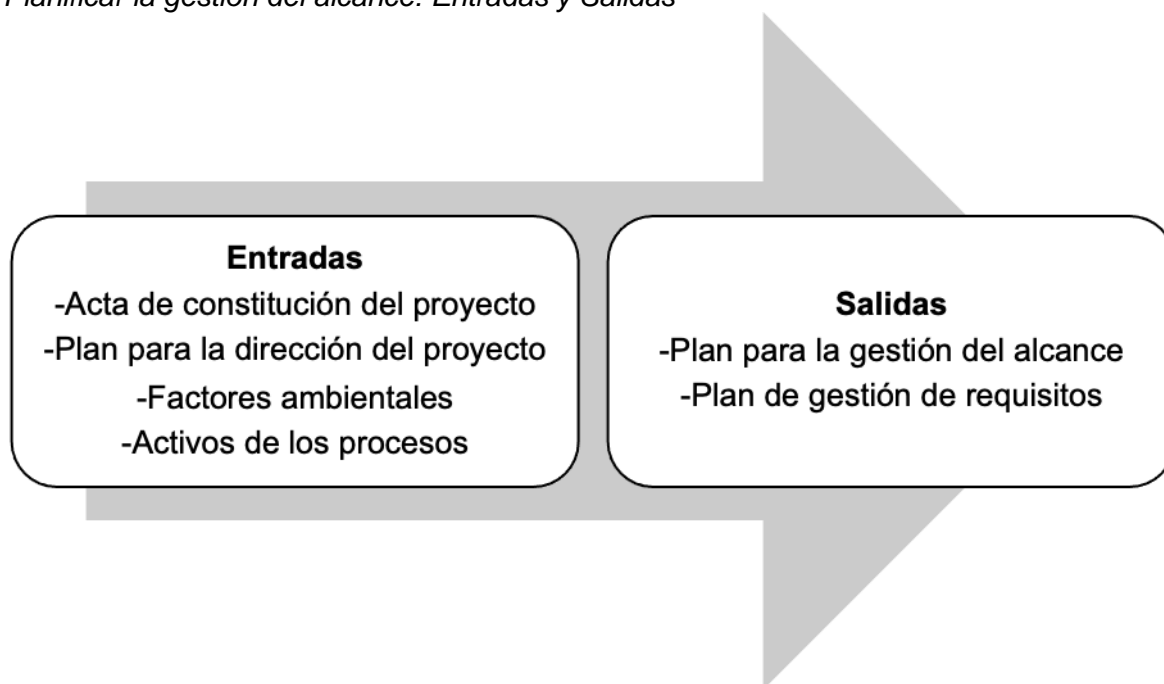 Planificar la gestión del alcance: Entradas y Salidas
Entradas
-Acta de constitución del proyecto
-Plan para la dirección del proyecto
-Factores ambientales
-Activos de los procesos
Salidas
-Plan para la gestión del alcance
-Plan de gestión de requisitos